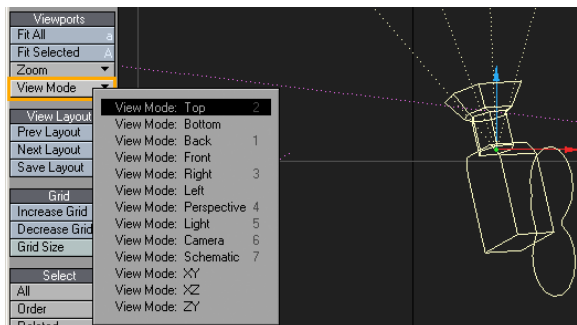 Viewports
Fit All a
Fit Selected A
Zoom
View Mode
View Layout
Prev Layout
Next Layout
Save Layout
Grid
Increase Grid
Decrease Grid
Grid Size
Select
All
Order
View Mode: Top 2
View Mode: Bottom
View Mode: Back 1
View Mode: Front
View Mode: Right 3
View Mode: Left
View Mode: Perspective 4
View Mode: Light 5
View Mode: Camera 6
View Mode: Schematic 7
View Mode: XY
View Mode: XZ
View Mode: ZY